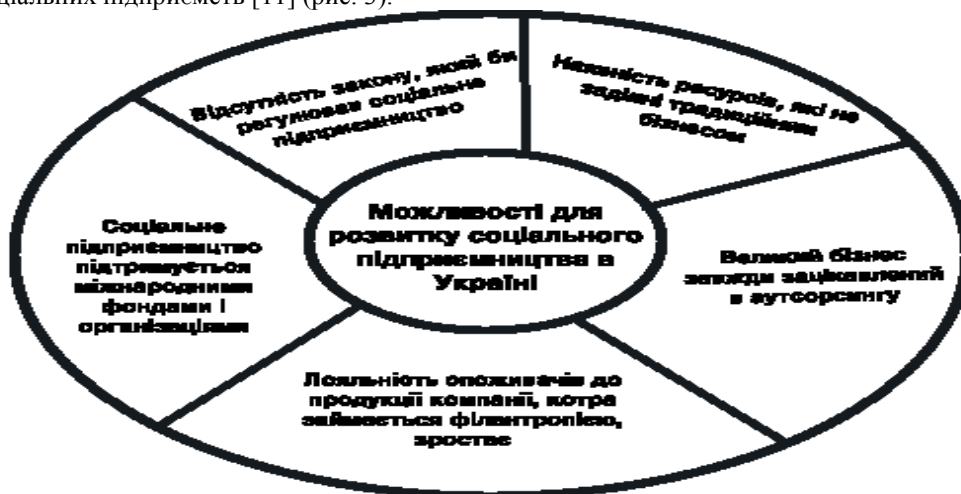 ціальних підприємств [11] (рис. 3).
Відсутність закону, який би
регулював соціальне
підприємництво
Наявність ресурсів, які не
задіяні традиційним
бізнесом
Соціальне
підприємництво
підтримується
міжнародними
фондами і
організаціями
Можливості для
розвитку соціального
підприємництва в
Україні
Великий бізнес
завжди зацікавлений
в аутсорсингу
Лояльність споживачів до
продукції компанії, котра
займається філантропією,
зростає